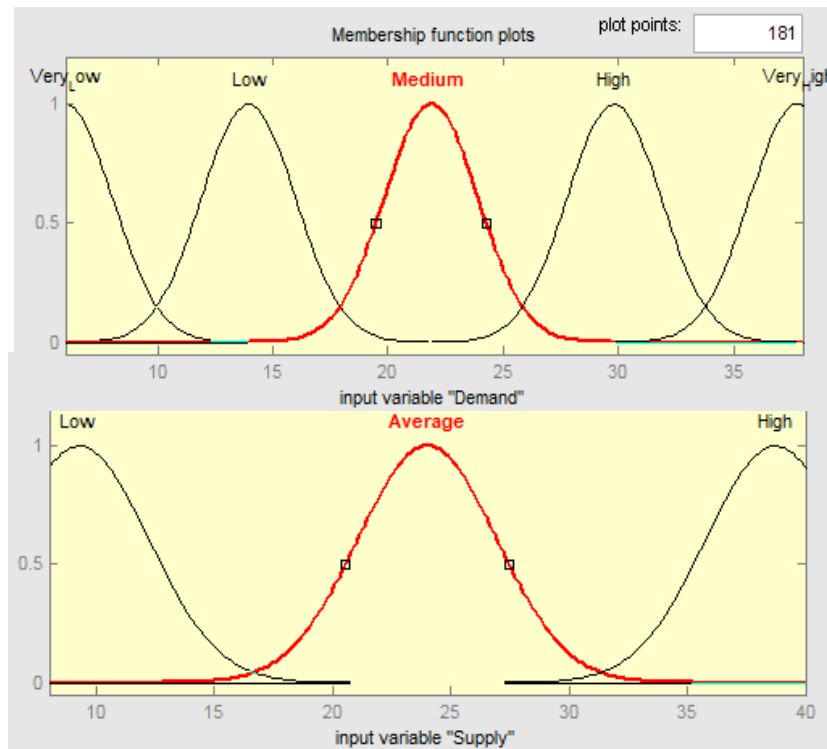 Membership function plots plot points: 181
Very_Low Low Medium High Very_High
1
0.5
0
10 15 20 25 30 35
input variable "Demand"
Low Average High
1
0.5
0
10 15 20 25 30 35 40
input variable "Supply"